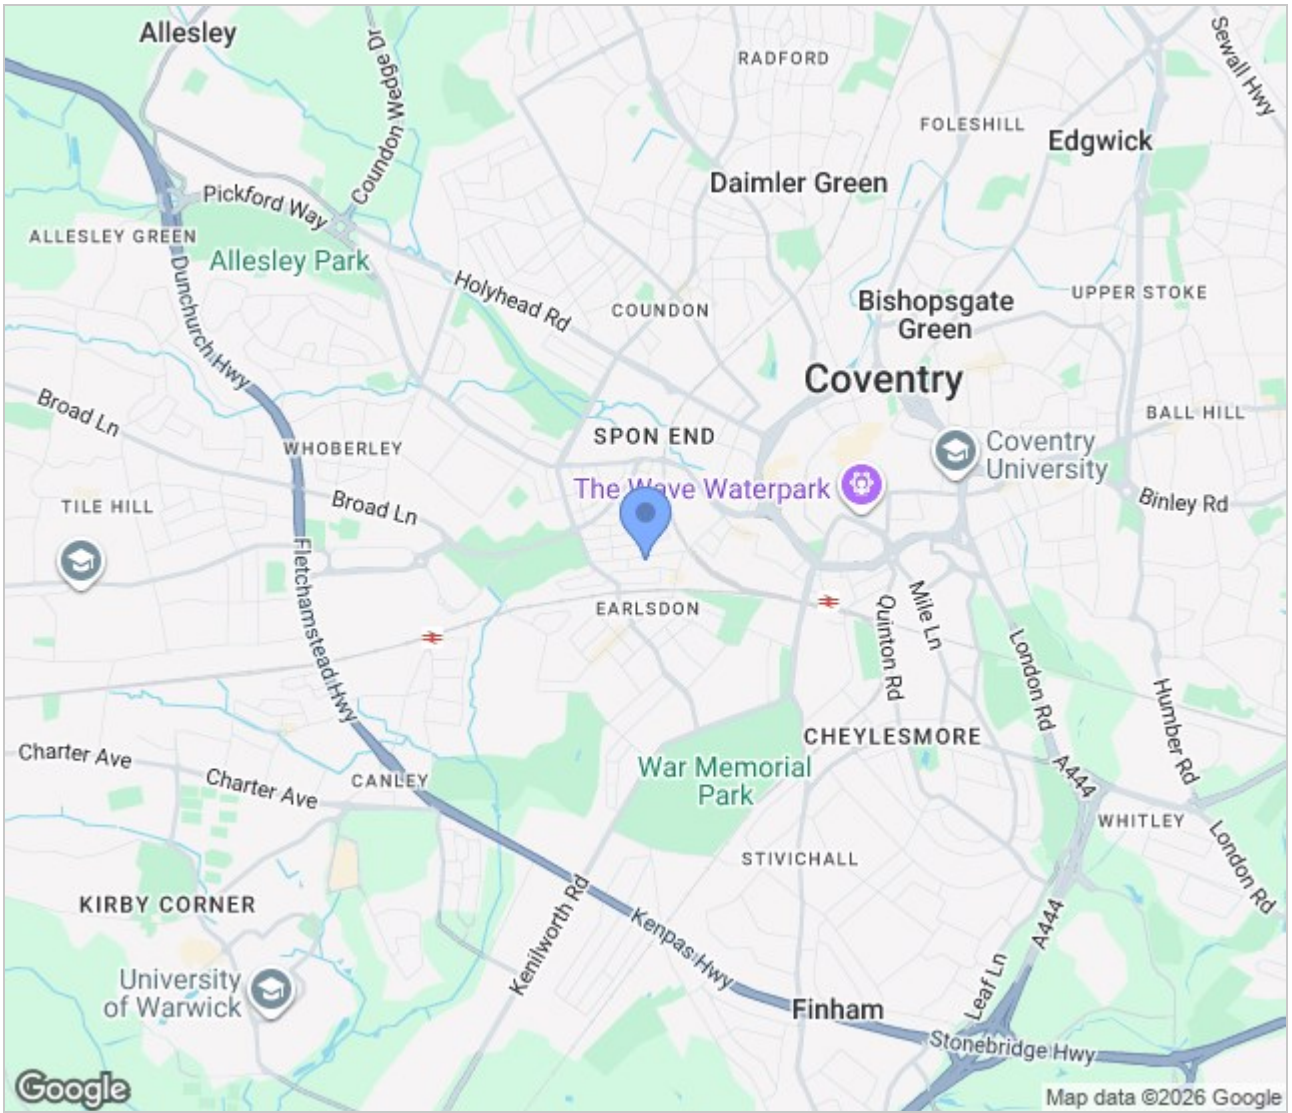 Allesley
Coundon Wedge Dr
RADFORD
Sewall Hwy
FOLESHILL
Edgwick
Daimler Green
Pickford Way
ALLESLEY GREEN
Allesley Park
Dunchurch Hwy
Holyhead Rd
COUNDON
UPPER STOKE
Bishopsgate
Green
Coventry
Broad Ln
BALL HILL
SPON END
WHOBERLEY
Coventry
University
The Wave Waterpark
Binley Rd
TILE HILL
Broad Ln
Fletchamstead Hwy
EARLSDON
Quinton Rd
Mile Ln
London Rd
Humber Rd
CHEYLESMORE
Charter Ave
War Memorial
Park
A444
Charter Ave
CANLEY
WHITLEY
London Rd
STIVICHALL
KIRBY CORNER
Kenilworth Rd
Kenpas Hwy
A444
University
of Warwick
Leaf Ln
Finham
Stonebridge Hwy
Google
Map data ©2026 Google